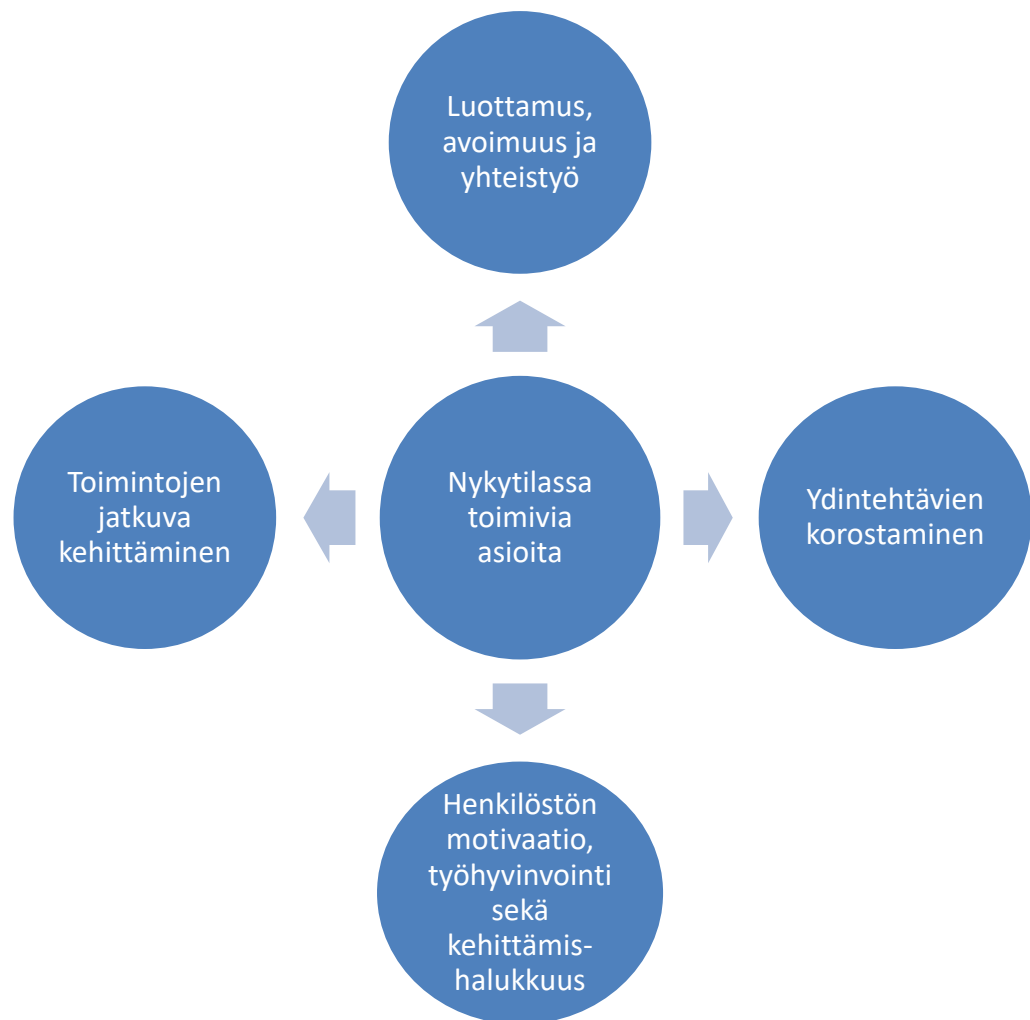 Luottamus,
avoimuus ja
yhteistyö
Toimintojen
jatkuva
kehittäminen
Nykytilassa
toimivia
asioita
Ydintehtävien
korostaminen
Henkilöstön
motivaatio,
työhyvinvointi
sekä
kehittämis-
halukkuus